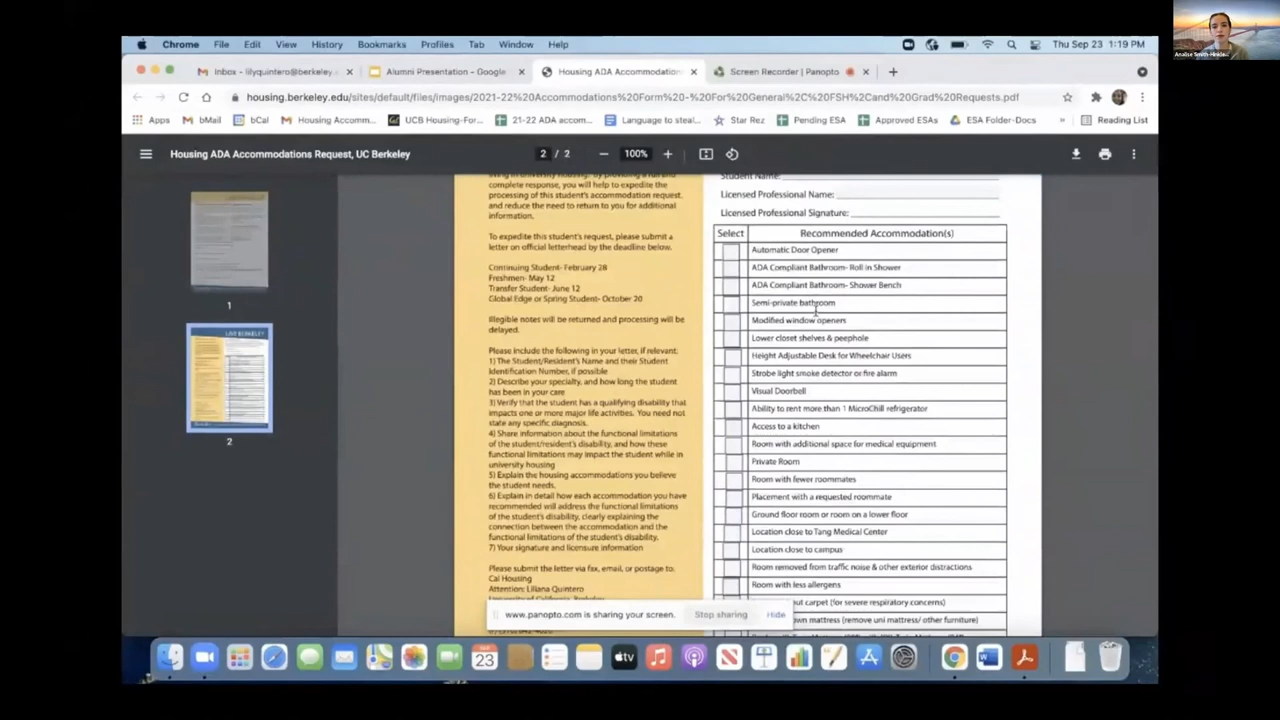 Chrome File Edit View History Bookmarks Profiles Tab Window Help Thu Sep 23 1:19 PM
Inbox - lilyquintero@berkeley. Alumni Presentation - Google Housing ADA Accommodation Screen Recorder | Panopto
housing.berkeley.edu/sites/default/files/images/2021-22%20Accommodations%20Form%20-%20For%20General%2C%20FSH%2Cand%20Grad%20Requests.pdf
Apps bMail bCal Housing Accomm... UCB Housing-For... 21-22 ADA accom... Language to steal... Star Rez Pending ESA Approved ESAs ESA Folder-Docs » Reading List
Housing ADA Accommodations Request, UC Berkeley 2 / 2 100%
1
2
living in university housing. By providing a full and
complete response, you will help to expedite the
processing of this student's accommodation request,
and reduce the need to return to you for additional
information.
To expedite this student's request, please submit a
letter on official letterhead by the deadline below.
Continuing Student- February 28
Freshmen- May 12
Transfer Student- June 12
Global Edge or Spring Student- October 20
Illegible notes will be returned and processing will be
delayed.
Please include the following in your letter, if relevant:
1) The Student/Resident's Name and their Student
Identification Number, if possible
2) Describe your specialty, and how long the student
has been in your care
3) Verify that the student has a qualifying disability that
impacts one or more major life activities. You need not
state any specific diagnosis.
4) Share information about the functional limitations
of the student/resident's disability, and how these
functional limitations may impact the student while in
university housing
5) Explain the housing accommodations you believe
the student needs.
6) Explain in detail how each accommodation you have
recommended will address the functional limitations
of the student's disability, clearly explaining the
connection between the accommodation and the
functional limitations of the student's disability.
7) Your signature and licensure information
Please submit the letter via fax, email, or postage to:
Cal Housing
Attention: Liliana Quintero
University of California, Berkeley
Student Name:
Licensed Professional Name:
Licensed Professional Signature:
Select Recommended Accommodation(s)
Automatic Door Opener
ADA Compliant Bathroom- Roll in Shower
ADA Compliant Bathroom- Shower Bench
Semi-private bathroom
Modified window openers
Lower closet shelves & peephole
Height Adjustable Desk for Wheelchair Users
Strobe light smoke detector or fire alarm
Visual Doorbell
Ability to rent more than 1 MicroChill refrigerator
Access to a kitchen
Room with additional space for medical equipment
Private Room
Room with fewer roommates
Placement with a requested roommate
Ground floor room or room on a lower floor
Location close to Tang Medical Center
Location close to campus
Room removed from traffic noise & other exterior distractions
Room with less allergens
out carpet (for severe respiratory concerns)
own mattress (remove uni mattress/ other furniture)
www.panopto.com is sharing your screen. Stop sharing Hide
SEP
23
tv